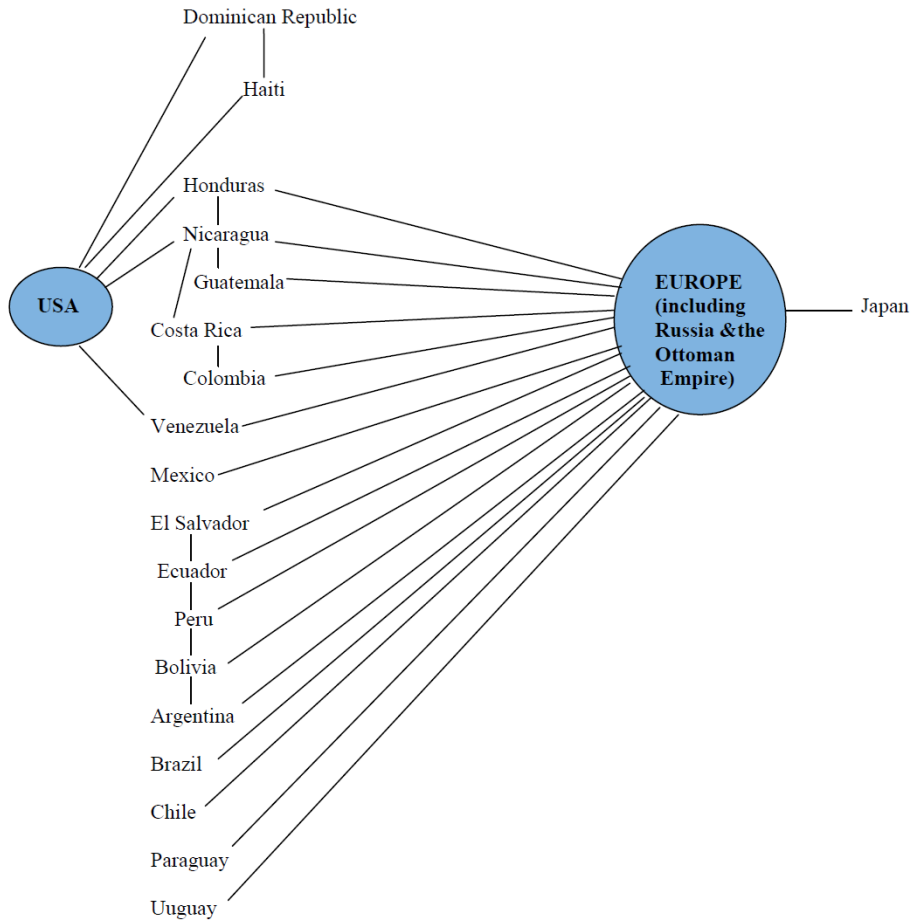 Dominican Republic
Haiti
Honduras
Nicaragua
Guatemala
USA
Costa Rica
Colombia
Venezuela
Mexico
El Salvador
Ecuador
Peru
Bolivia
Argentina
Brazil
Chile
Paraguay
Uuguay
EUROPE
(including
Russia &the
Ottoman
Empire)
Japan